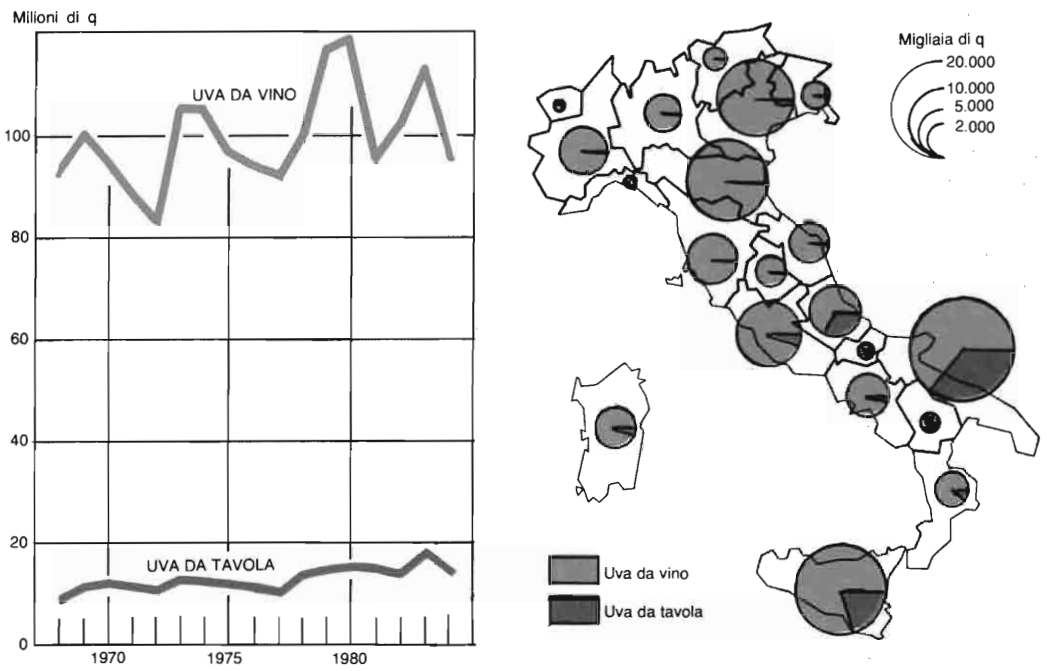 Milioni di q
100
80
60
40
20
0
1970
1975
1980
UVA DA VINO
UVA DA TAVOLA
Migliaia di q
20.000
10.000
5.000
2.000
Uva da vino
Uva da tavola